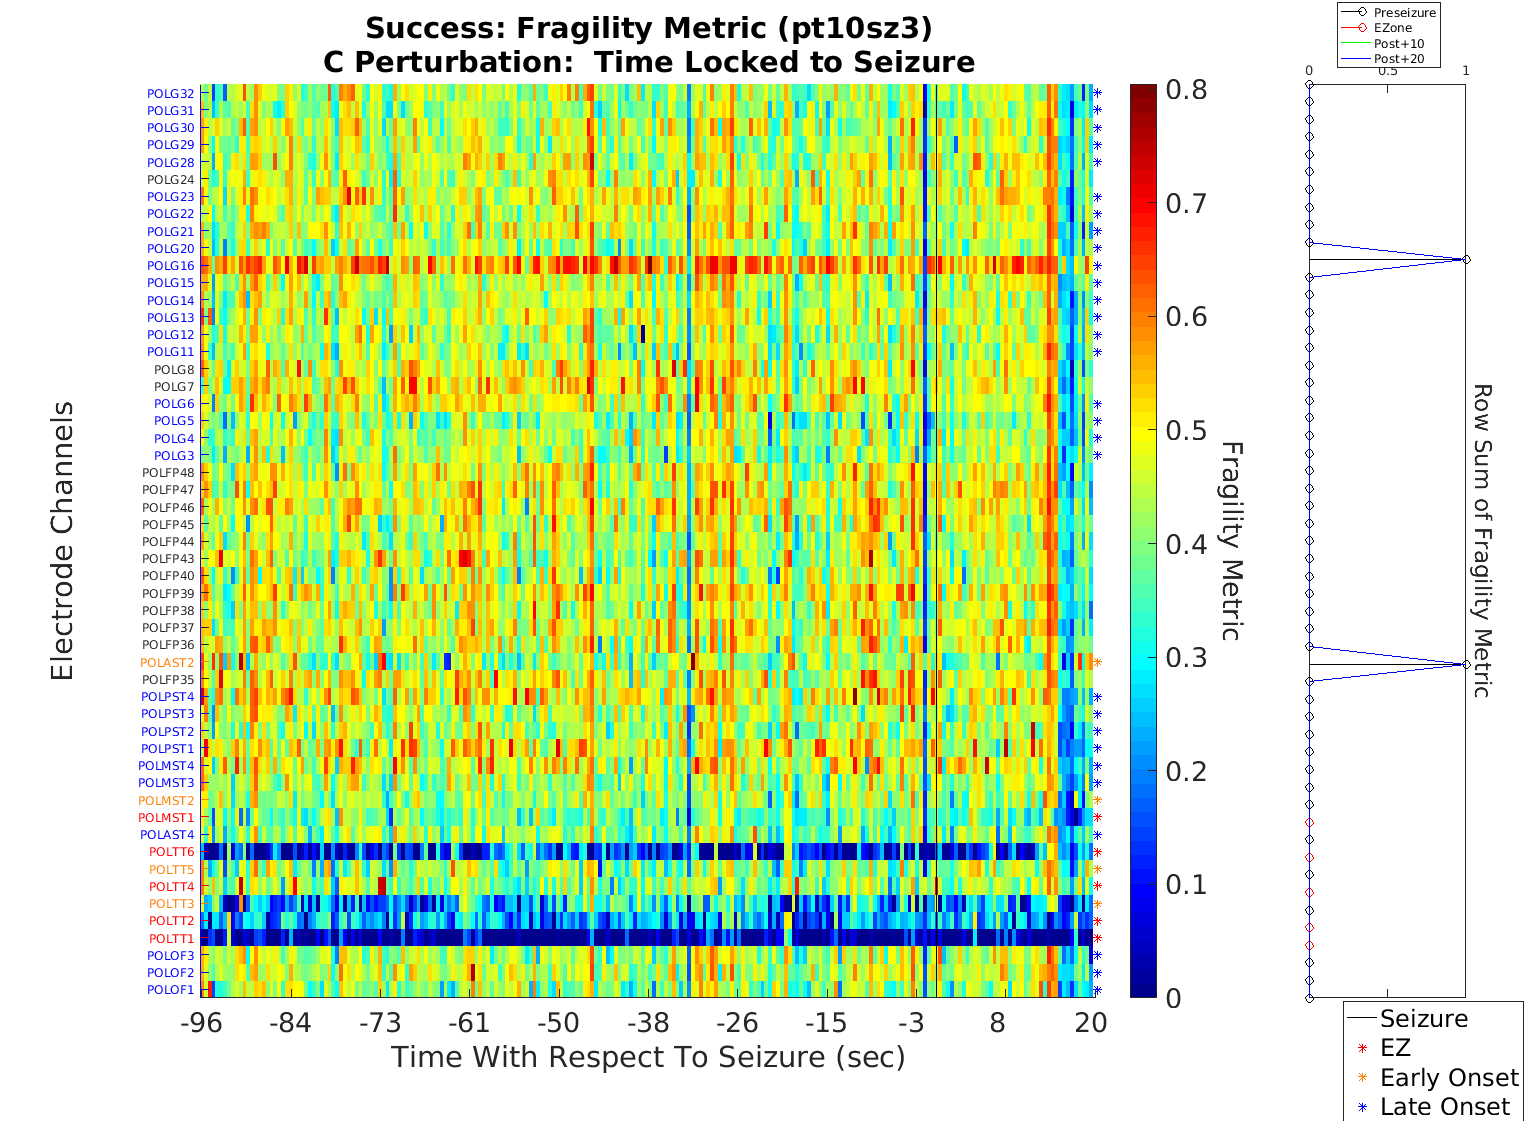 Success: Fragility Metric (pt10sz3)
C Perturbation:  Time Locked to Seizure
Electrode Channels
POLG32
POLG31
POLG30
POLG29
POLG28
POLG24
POLG23
POLG22
POLG21
POLG20
POLG16
POLG15
POLG14
POLG13
POLG12
POLG11
POLG8
POLG7
POLG6
POLG5
POLG4
POLG3
POLFP48
POLFP47
POLFP46
POLFP45
POLFP44
POLFP43
POLFP40
POLFP39
POLFP38
POLFP37
POLFP36
POLAST2
POLFP35
POLPST4
POLPST3
POLPST2
POLPST1
POLMST4
POLMST3
POLMST2
POLMST1
POLAST4
POLTT6
POLTT5
POLTT4
POLTT3
POLTT2
POLTT1
POLOF3
POLOF2
POLOF1
-96 -84 -73 -61 -50 -38 -26 -15 -3 8 20
Time With Respect To Seizure (sec)
0.8
0.7
0.6
0.5
0.4
0.3
0.2
0.1
0
Fragility Metric
Preseizure
EZone
Post+10
Post+20
0 0.5 1
Row Sum of Fragility Metric
Seizure
EZ
Early Onset
Late Onset